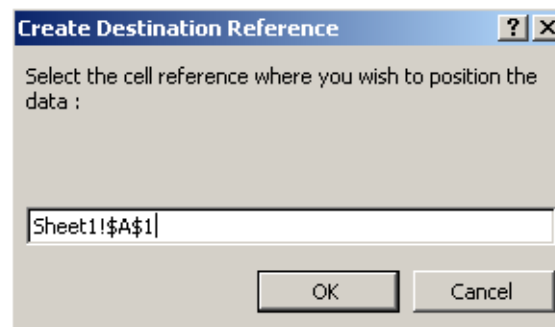 Create Destination Reference
Select the cell reference where you wish to position the
data :
Sheet1!$A$1
OK Cancel